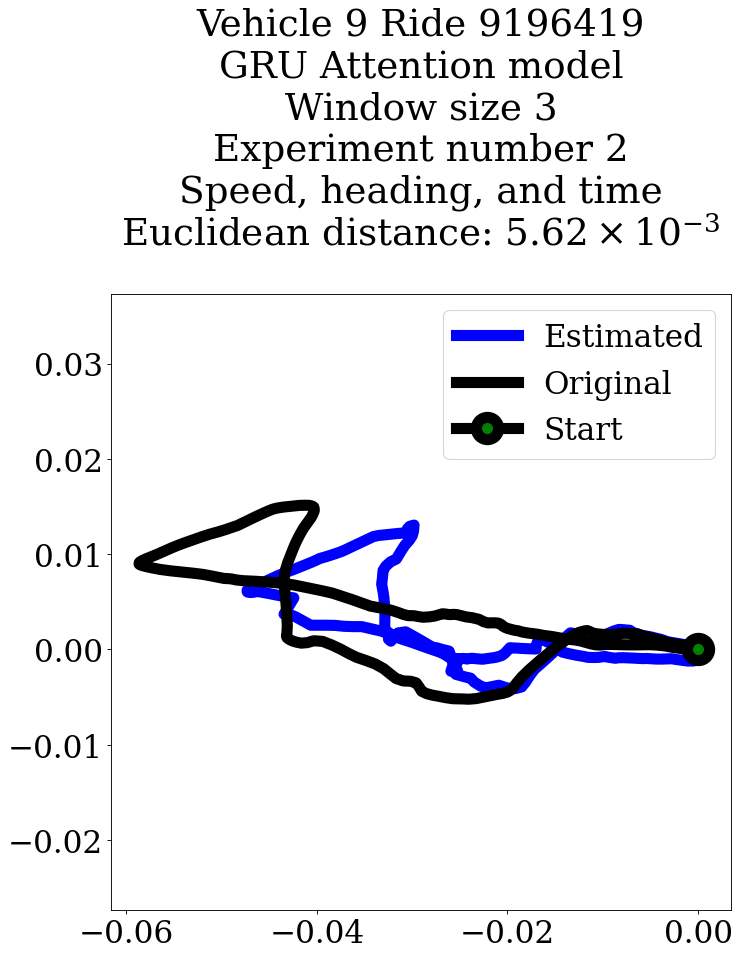 Vehicle 9 Ride 9196419
GRU Attention model
Window size 3
Experiment number 2
Speed, heading, and time
Euclidean distance: 5.62 × 10⁻³
Estimated
Original
Start
0.03
0.02
0.01
0.00
−0.01
−0.02
−0.06
−0.04
−0.02
0.00